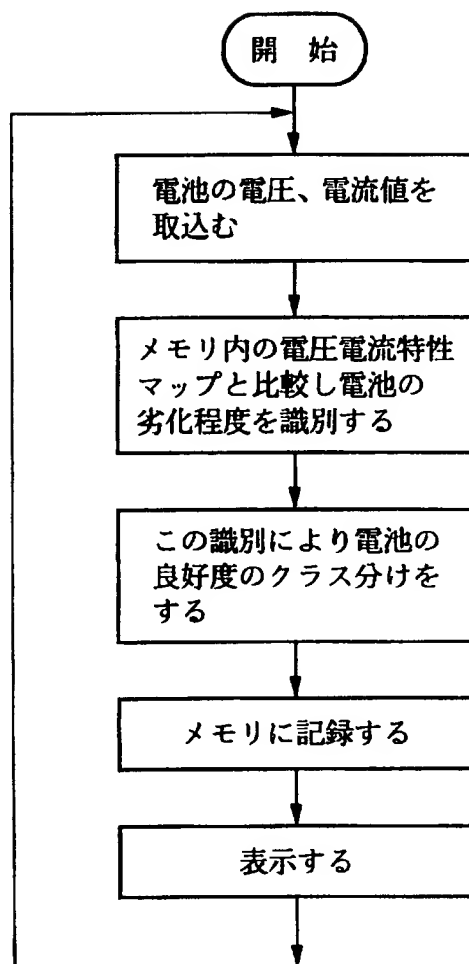 開 始
電池の電圧、電流値を
取込む
メモリ内の電圧電流特性
マップと比較し電池の
劣化程度を識別する
この識別により電池の
良好度のクラス分けを
する
メモリに記録する
表示する